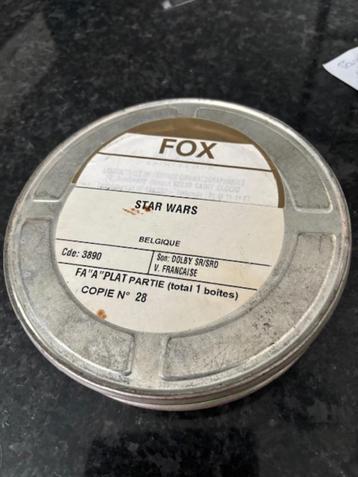 FOX
STAR WARS
BELGIQUE
Cde: 3890
Son: DOLBY SR/SRD
V. FRANCAISE
FA"A"PLAT PARTIE (total 1 boites)
COPIE N° 28